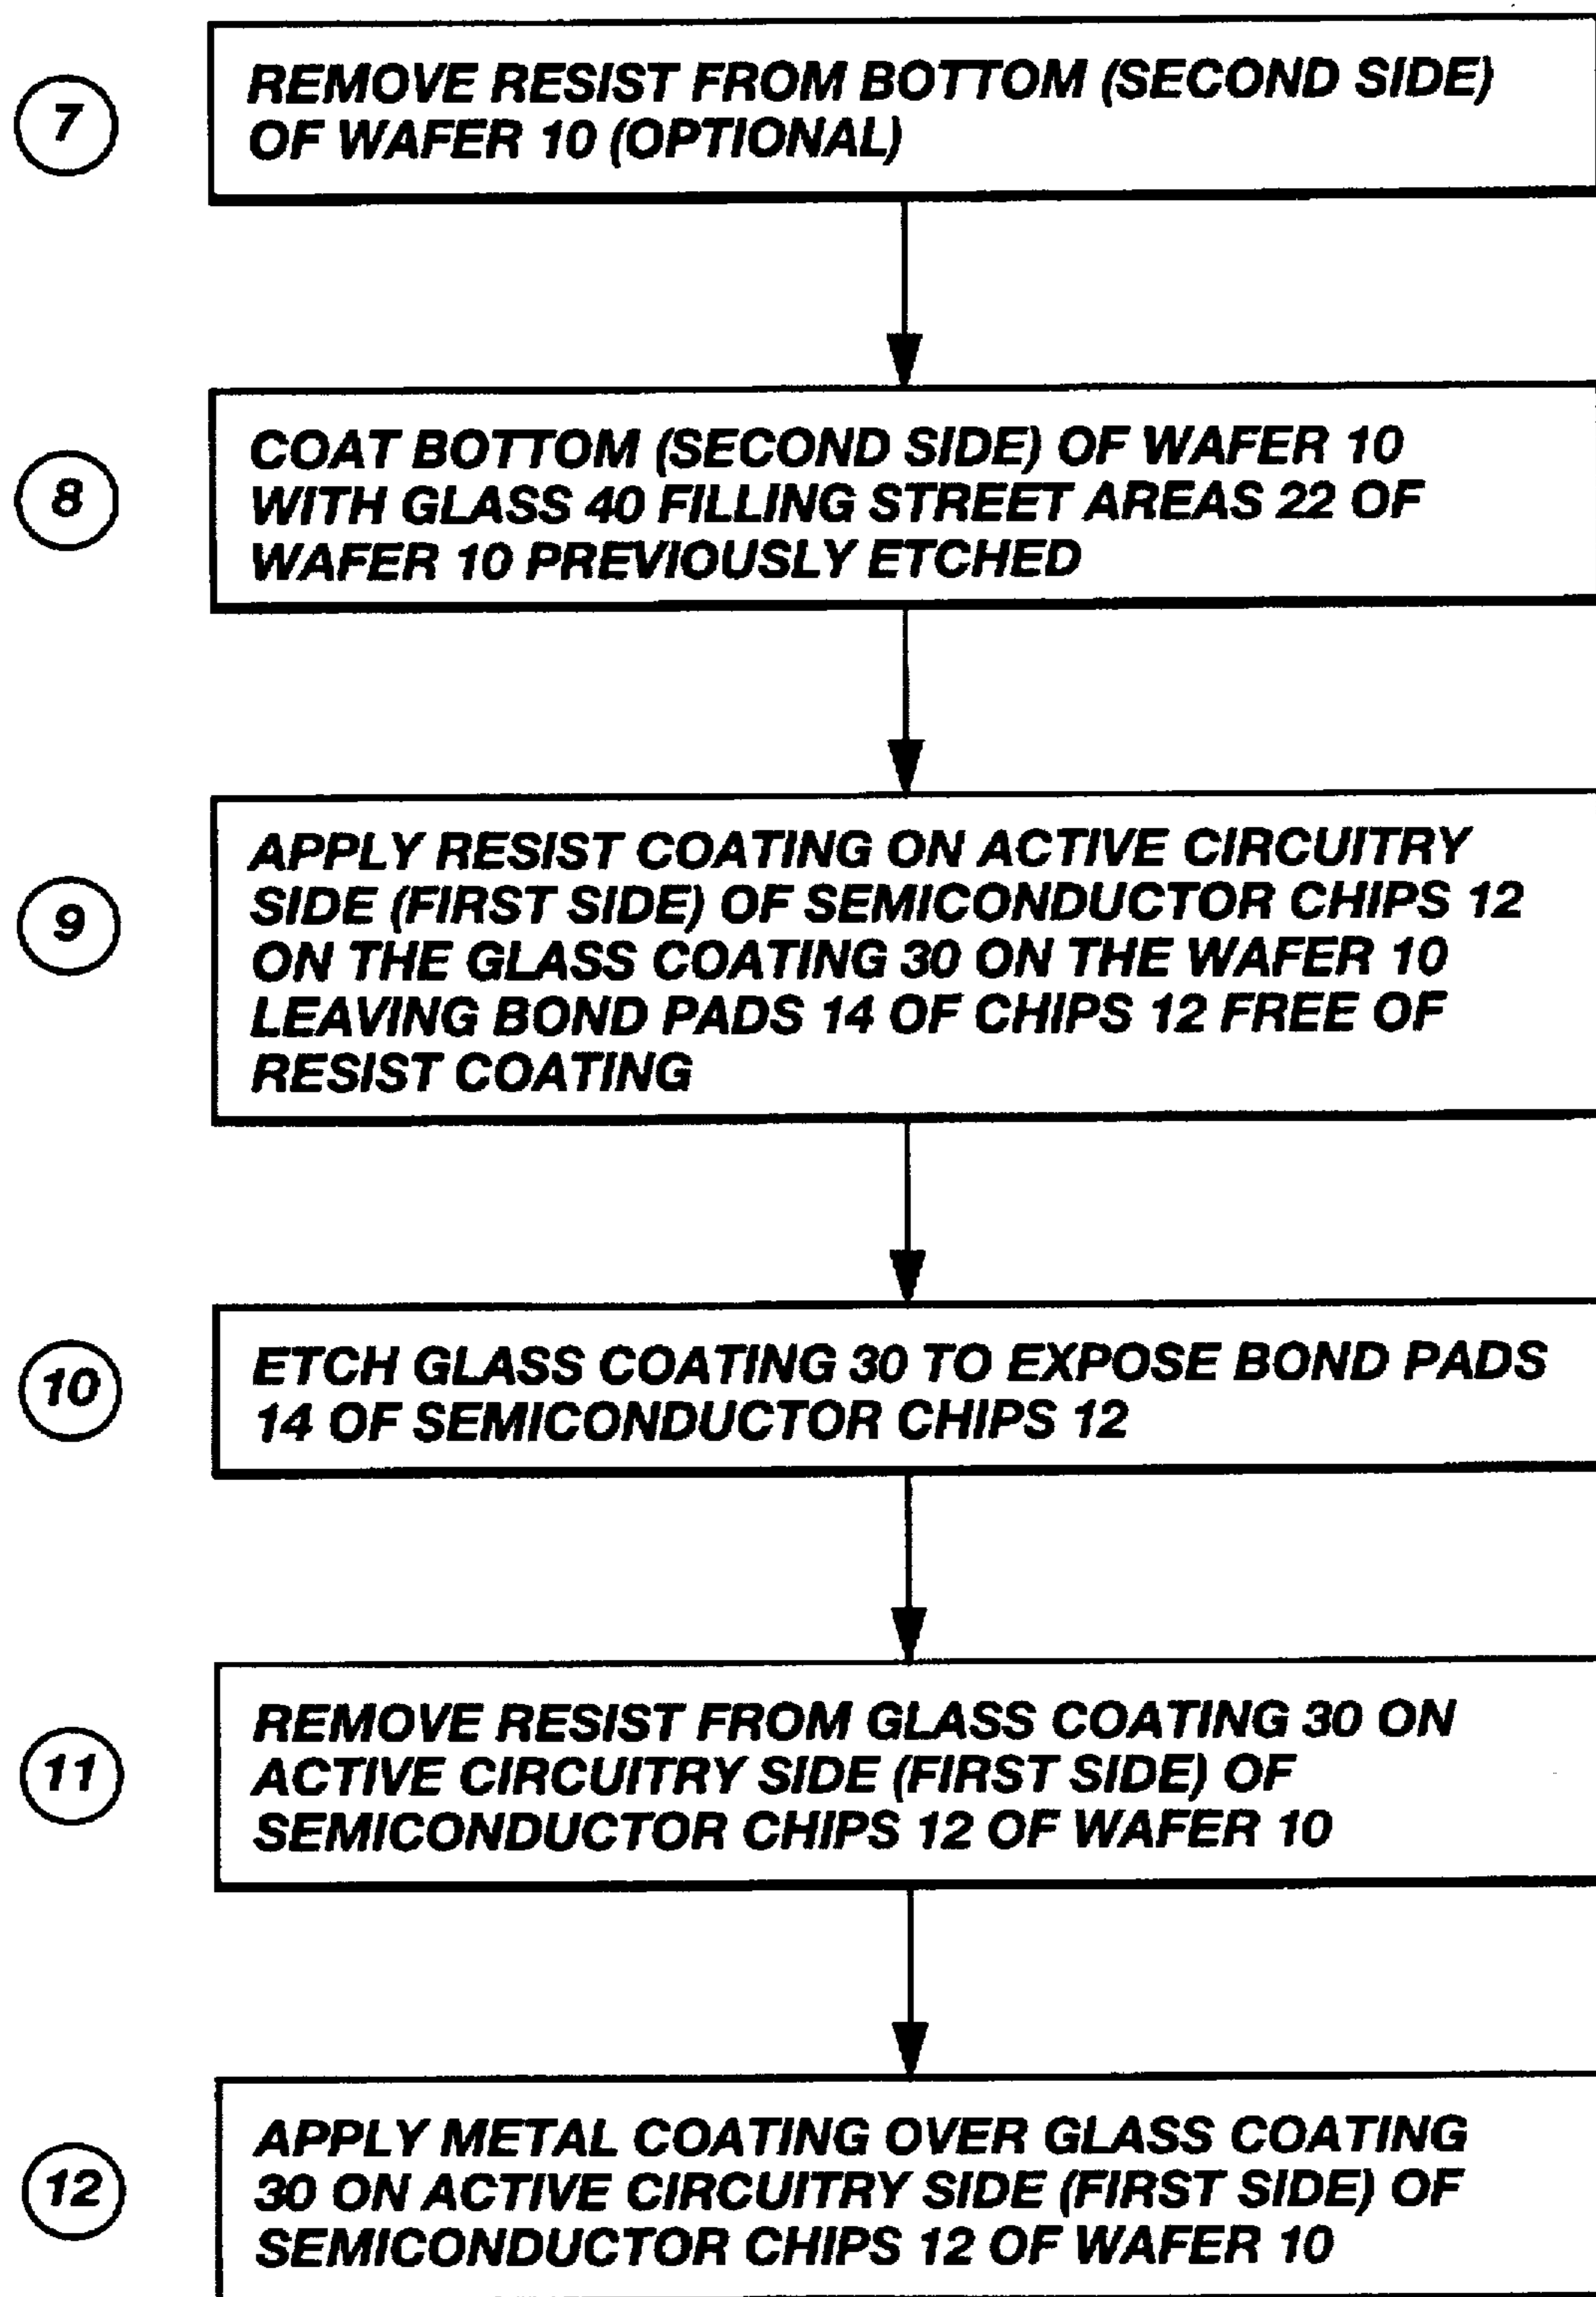 7
REMOVE RESIST FROM BOTTOM (SECOND SIDE)
OF WAFER 10 (OPTIONAL)
8
COAT BOTTOM (SECOND SIDE) OF WAFER 10
WITH GLASS 40 FILLING STREET AREAS 22 OF
WAFER 10 PREVIOUSLY ETCHED
9
APPLY RESIST COATING ON ACTIVE CIRCUITRY
SIDE (FIRST SIDE) OF SEMICONDUCTOR CHIPS 12
ON THE GLASS COATING 30 ON THE WAFER 10
LEAVING BOND PADS 14 OF CHIPS 12 FREE OF
RESIST COATING
10
ETCH GLASS COATING 30 TO EXPOSE BOND PADS
14 OF SEMICONDUCTOR CHIPS 12
11
REMOVE RESIST FROM GLASS COATING 30 ON
ACTIVE CIRCUITRY SIDE (FIRST SIDE) OF
SEMICONDUCTOR CHIPS 12 OF WAFER 10
12
APPLY METAL COATING OVER GLASS COATING
30 ON ACTIVE CIRCUITRY SIDE (FIRST SIDE) OF
SEMICONDUCTOR CHIPS 12 OF WAFER 10